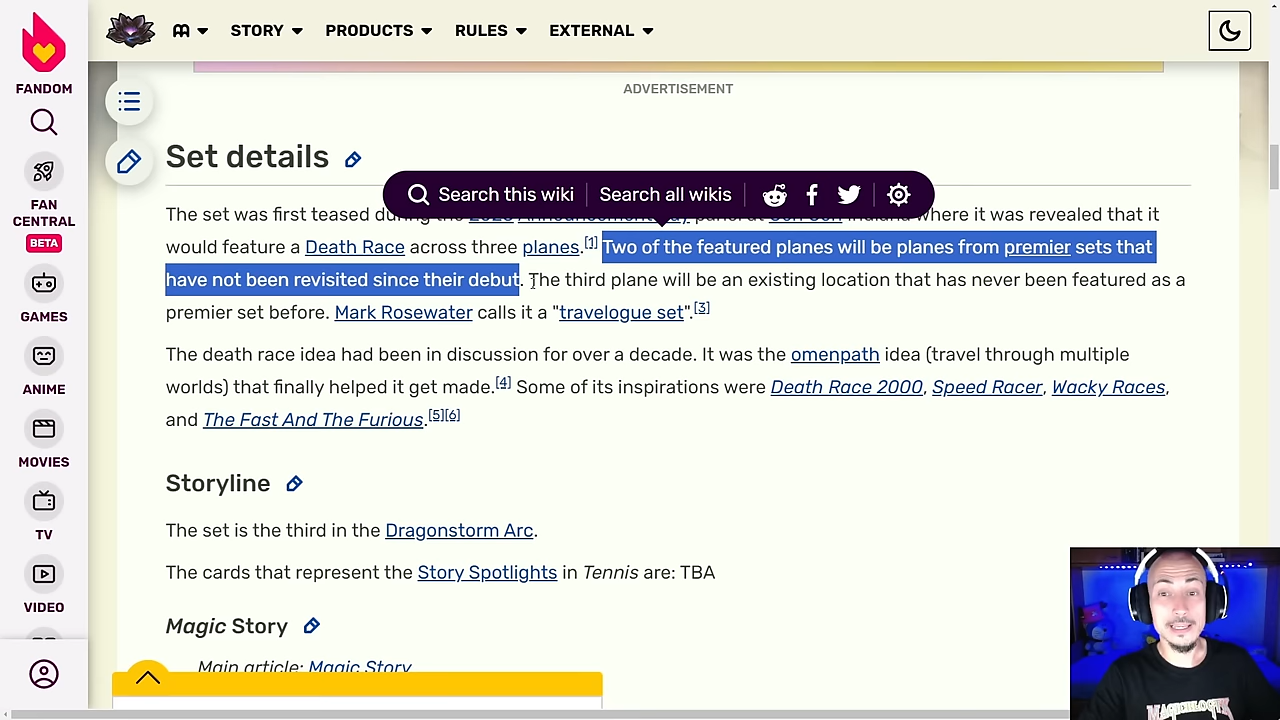 STORY
PRODUCTS
RULES
EXTERNAL
FANDOM
FAN
CENTRAL
BETA
GAMES
ANIME
MOVIES
TV
VIDEO
ADVERTISEMENT
Set details
Search this wiki
Search all wikis
The set was first teased during the 2023 Announcement Day panel at Gen Con Indiana where it was revealed that it
would feature a Death Race across three planes.[1] Two of the featured planes will be planes from premier sets that
have not been revisited since their debut. The third plane will be an existing location that has never been featured as a
premier set before. Mark Rosewater calls it a "travelogue set".[3]
The death race idea had been in discussion for over a decade. It was the omenpath idea (travel through multiple
worlds) that finally helped it get made.[4] Some of its inspirations were Death Race 2000, Speed Racer, Wacky Races,
and The Fast And The Furious.[5][6]
Storyline
The set is the third in the Dragonstorm Arc.
The cards that represent the Story Spotlights in Tennis are: TBA
Magic Story
Main article: Magic Story